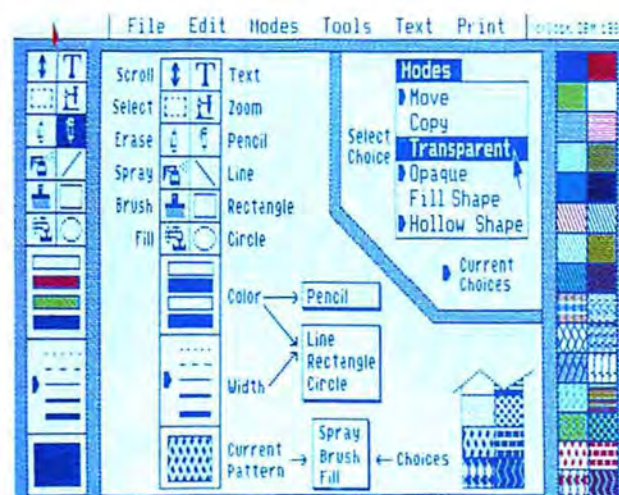 File Edit Modes Tools Text Print
T
Scroll T Text
Select Zoom
Erase Pencil
Spray Line
Brush Rectangle
Fill Circle
Color Pencil
Line
Rectangle
Circle
Width
Current
Pattern
Spray
Brush
Fill
Choices
Modes
Move
Copy
Select
Choice
Transparent
Opaque
Fill Shape
Hollow Shape
Current
Choices